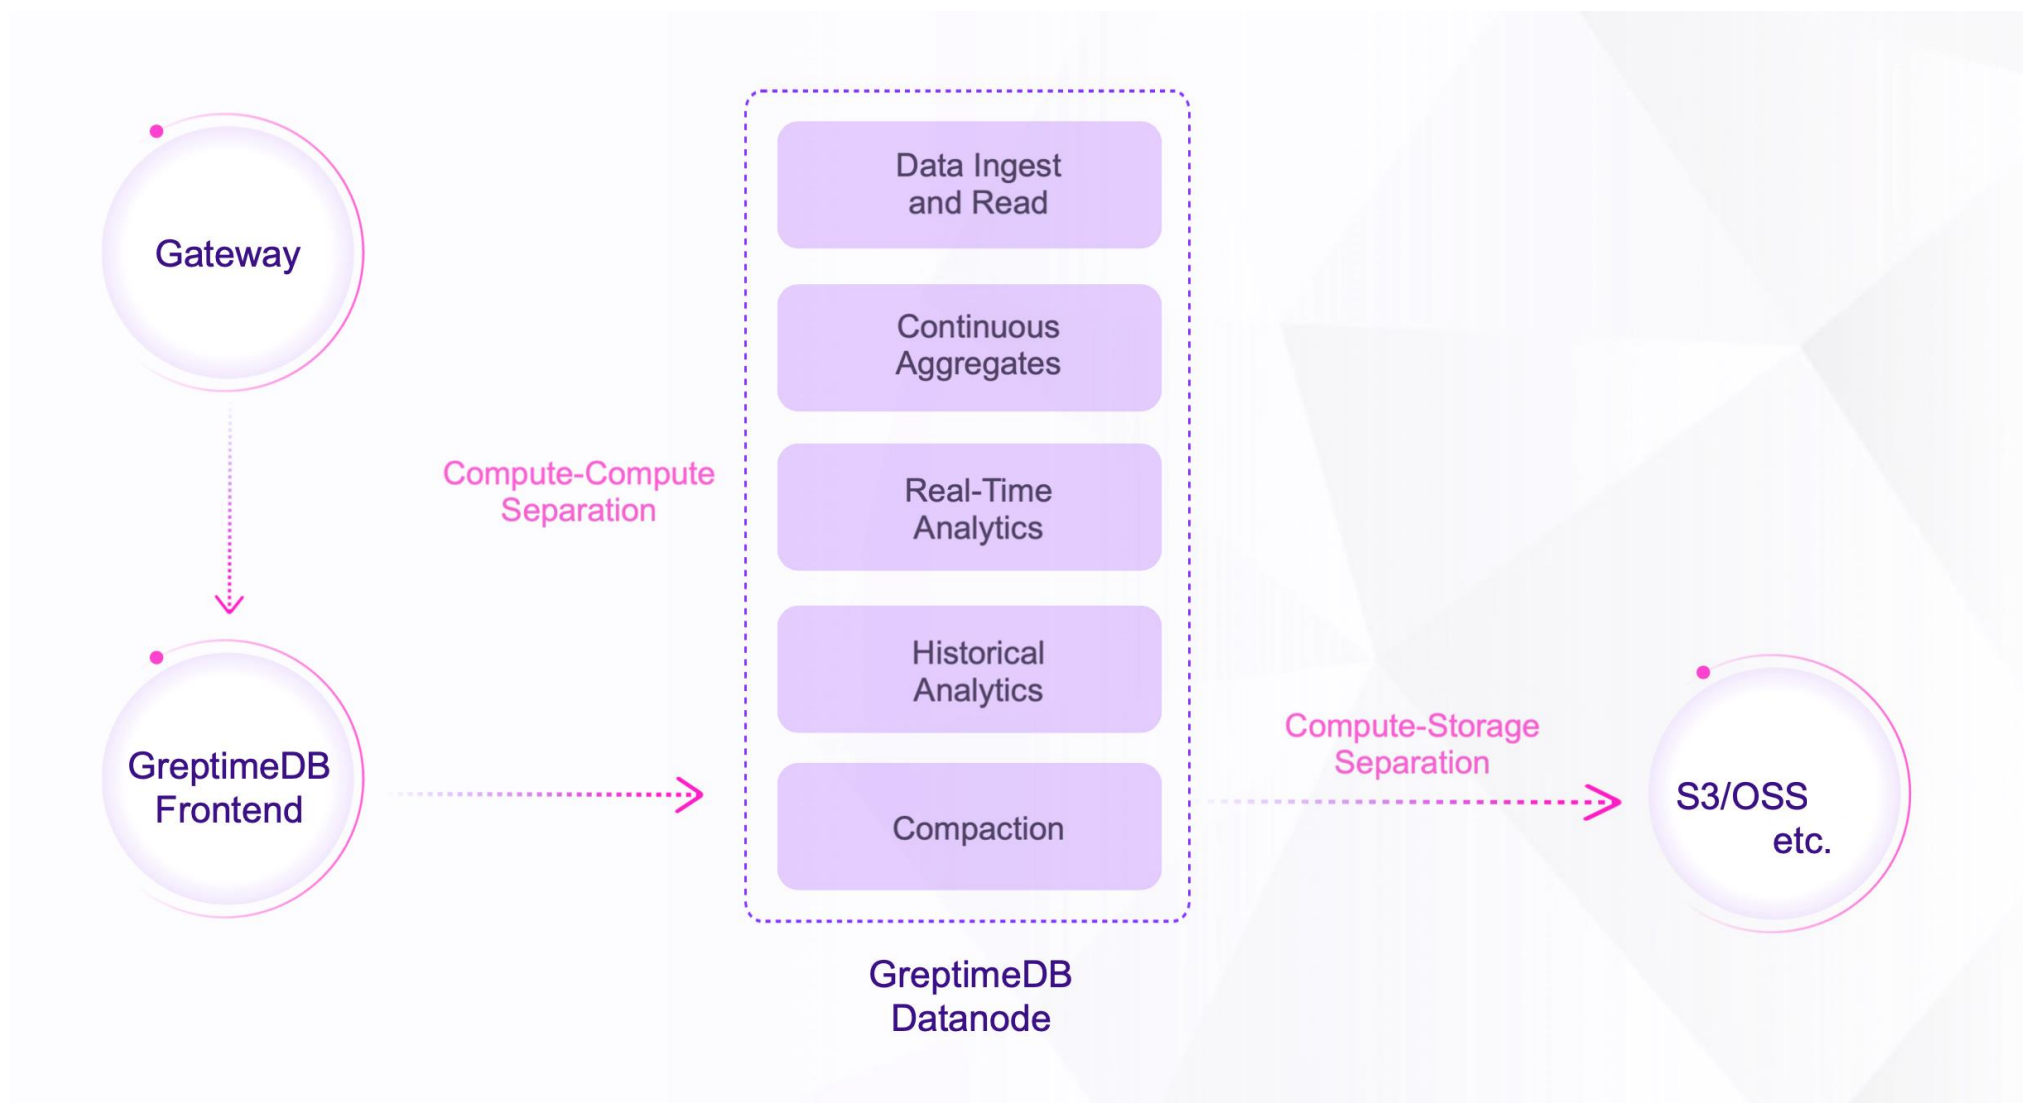 Gateway
GreptimeDB
Frontend
Compute-Compute
Separation
Data Ingest
and Read
Continuous
Aggregates
Real-Time
Analytics
Historical
Analytics
Compaction
GreptimeDB
Datanode
Compute-Storage
Separation
S3/OSS
etc.